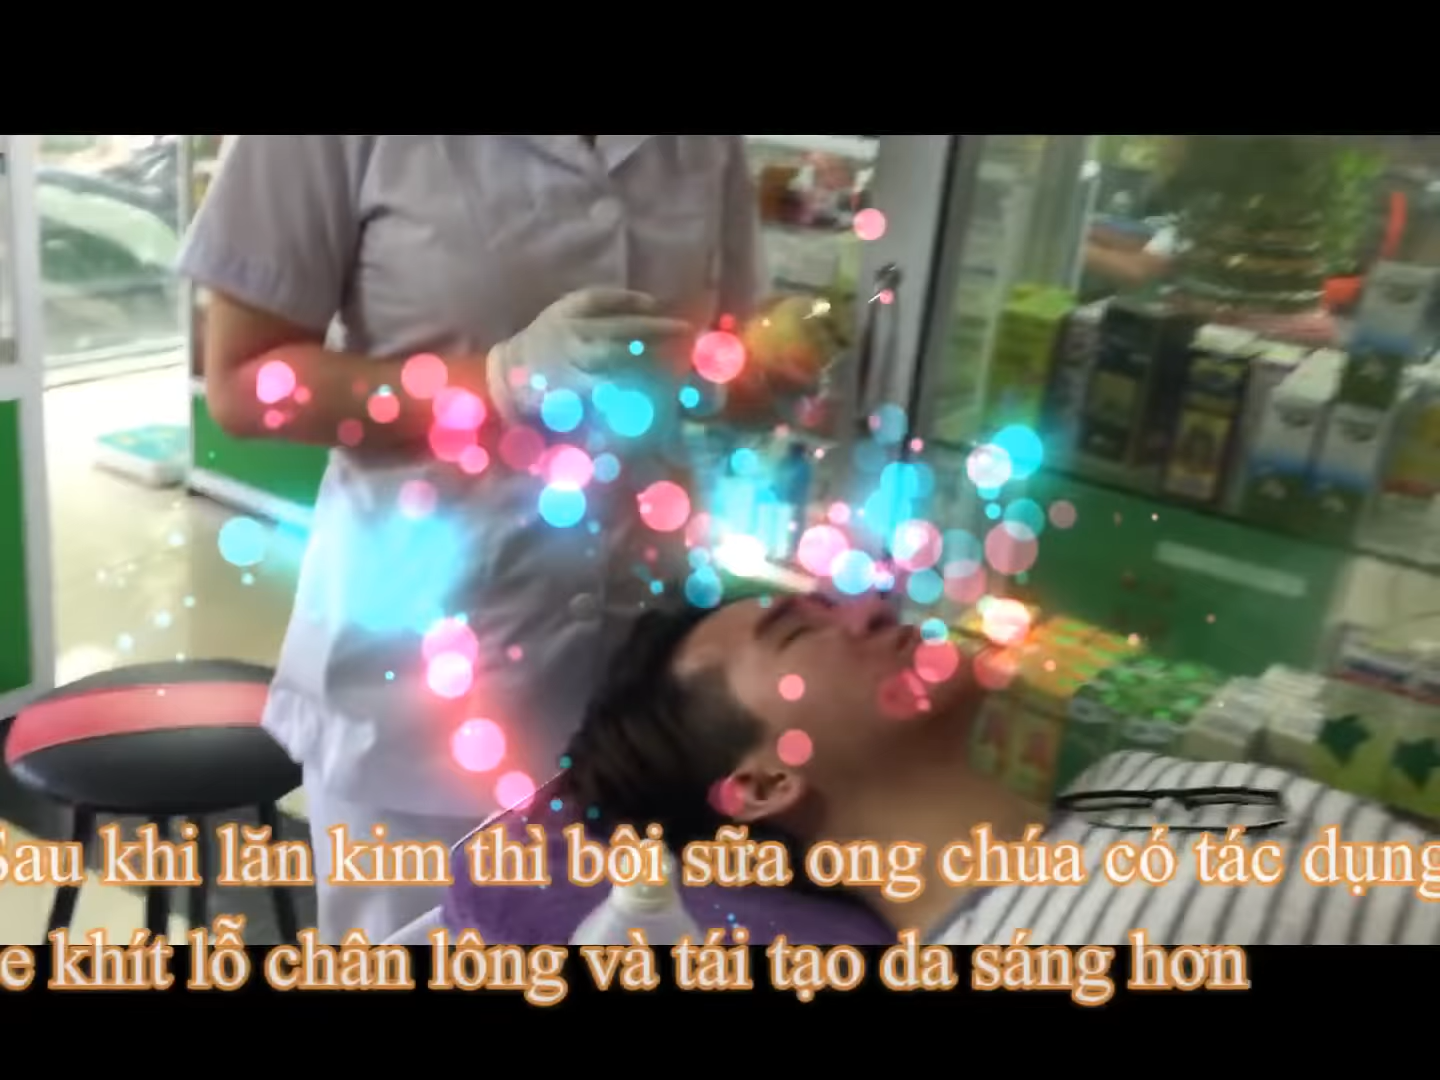 Sau khi lăn kim thì bôi sữa ong chúa có tác dụng
e khít lỗ chân lông và tái tạo da sáng hơn